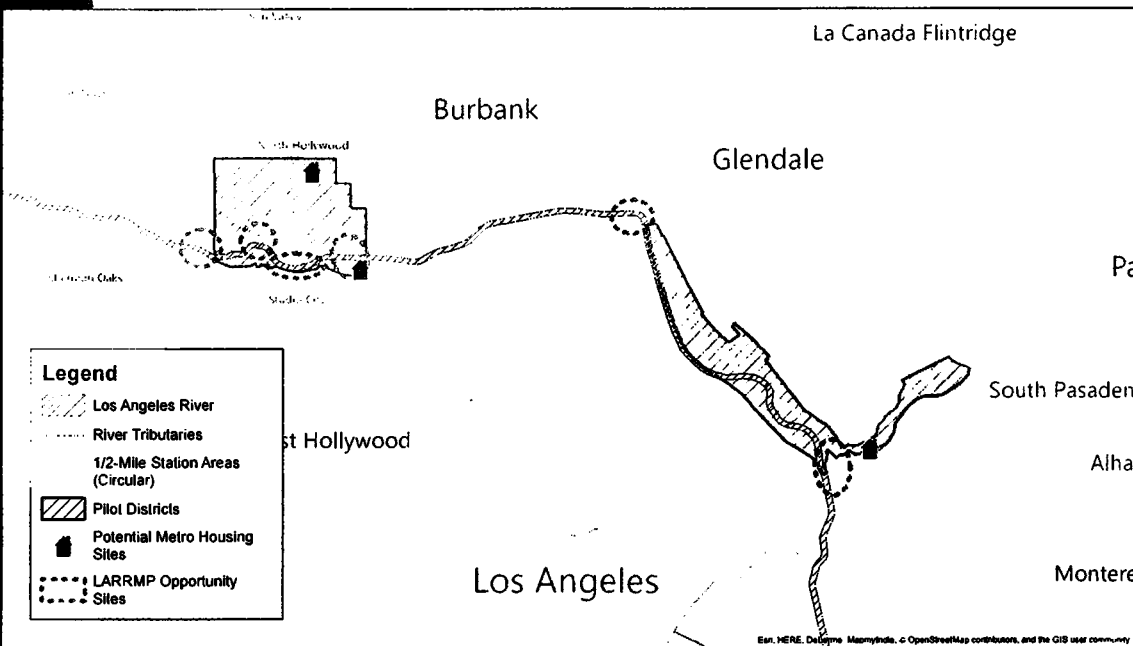 La Canada Flintridge
Burbank
North Hollywood
Glendale
Sherman Oaks
Studio City
Pa
South Pasaden
st Hollywood
Alha
Los Angeles
Montere
Legend
Los Angeles River
River Tributaries
1/2-Mile Station Areas
(Circular)
Pilot Districts
Potential Metro Housing
Sites
LARRMP Opportunity
Sites
Esri, HERE, DeLorme, MapmyIndia, © OpenStreetMap contributors, and the GIS user community